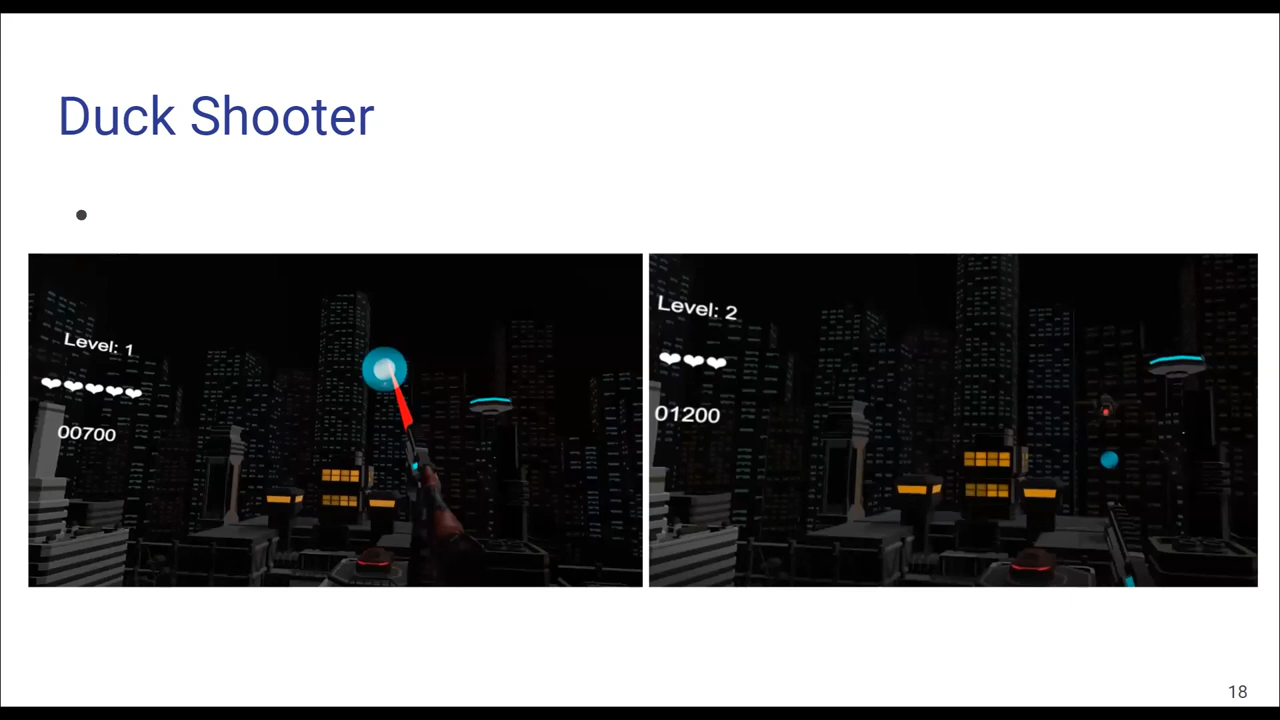 Duck Shooter
Level: 1
❤❤❤❤❤
00700
Level: 2
❤❤❤
01200
18